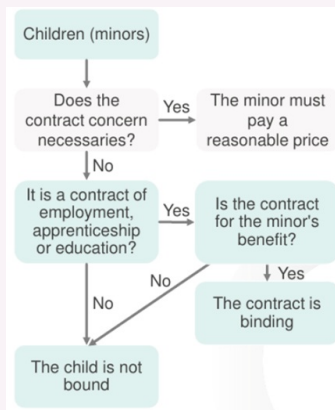 Children (minors)
Does the
contract concern
necessaries?
Yes
The minor must
pay a
reasonable price
No
It is a contract of
employment,
apprenticeship
or education?
Yes
Is the contract
for the minor's
benefit?
No
No
Yes
The contract is
binding
The child is not
bound